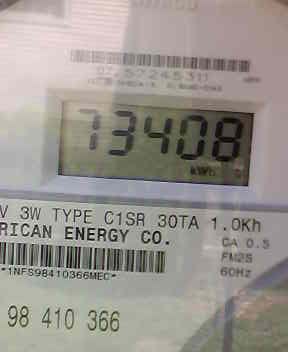 73408
kWh
V 3W TYPE C1SR 30TA 1.0Kh
RICAN ENERGY CO.
CA 0.5
FM2S
60Hz
*1NFS98410366MEC*
98 410 366